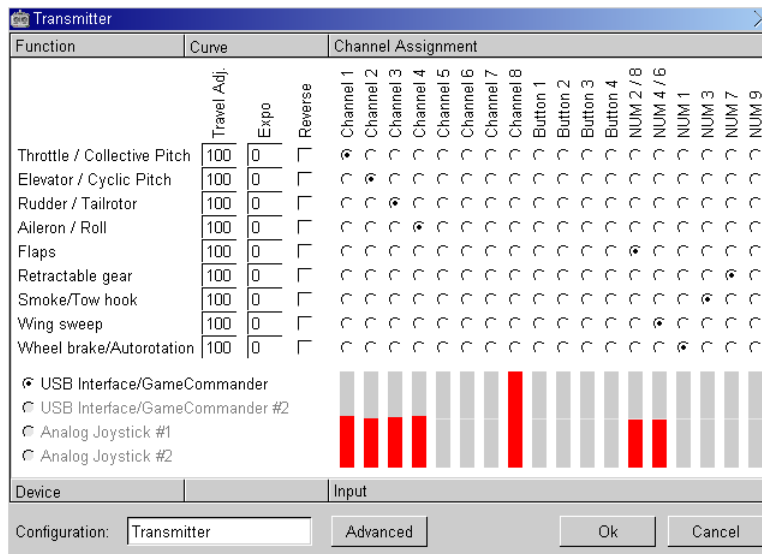 Transmitter
Function Curve Channel Assignment
Travel Adj. Expo Reverse Channel 1 Channel 2 Channel 3 Channel 4 Channel 5 Channel 6 Channel 7 Channel 8 Button 1 Button 2 Button 3 Button 4 NUM 2 / 8 NUM 4 / 6 NUM 1 NUM 3 NUM 7 NUM 9
Throttle / Collective Pitch 100 0
Elevator / Cyclic Pitch 100 0
Rudder / Tailrotor 100 0
Aileron / Roll 100 0
Flaps 100 0
Retractable gear 100 0
Smoke/Tow hook 100 0
Wing sweep 100 0
Wheel brake/Autorotation 100 0
USB Interface/GameCommander
USB Interface/GameCommander #2
Analog Joystick #1
Analog Joystick #2
Device Input
Configuration: Transmitter Advanced Ok Cancel